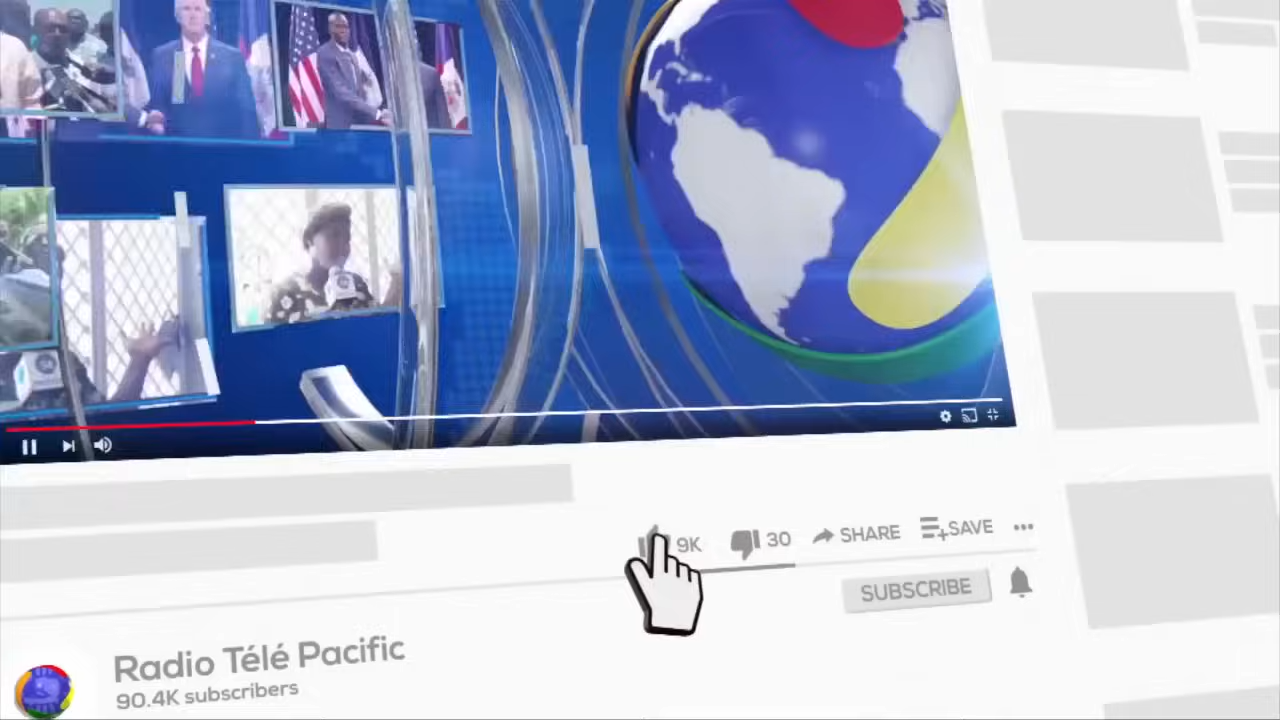 9K
30
SHARE
SAVE
SUBSCRIBE
Radio Télé Pacific
90.4K subscribers